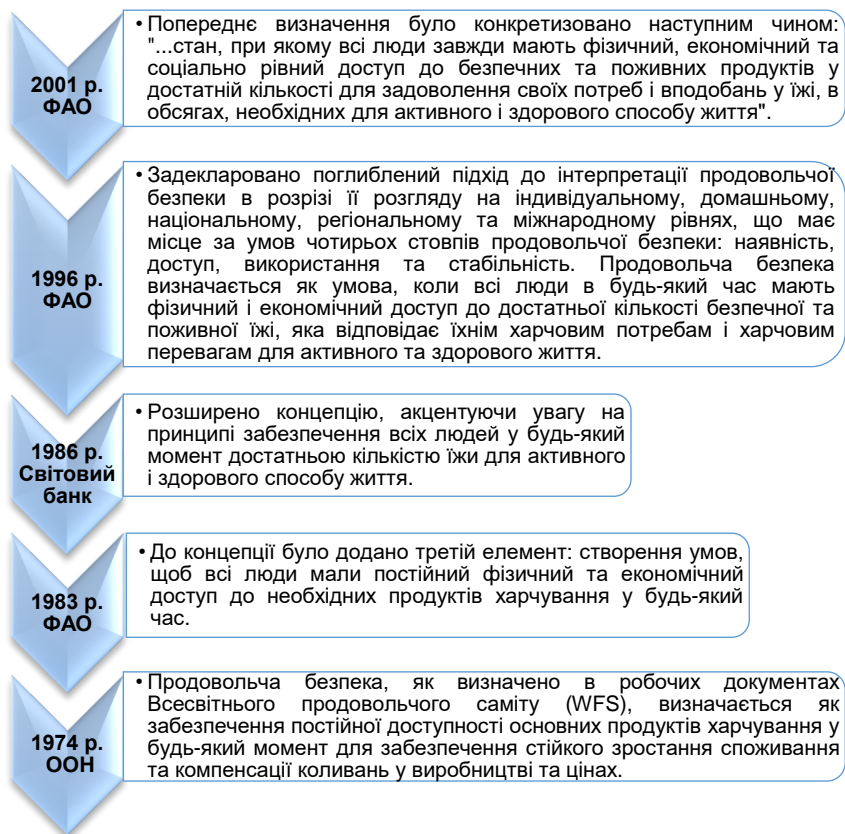 2001 р.
ФАО
• Попереднє визначення було конкретизовано наступним чином:
"...стан, при якому всі люди завжди мають фізичний, економічний та
соціально рівний доступ до безпечних та поживних продуктів у
достатній кількості для задоволення своїх потреб і вподобань у їжі, в
обсягах, необхідних для активного і здорового способу життя".
1996 р.
ФАО
• Задекларовано поглиблений підхід до інтерпретації продовольчої
безпеки в розрізі її розгляду на індивідуальному, домашньому,
національному, регіональному та міжнародному рівнях, що має
місце за умов чотирьох стовпів продовольчої безпеки: наявність,
доступ, використання та стабільність. Продовольча безпека
визначається як умова, коли всі люди в будь-який час мають
фізичний і економічний доступ до достатньої кількості безпечної та
поживної їжі, яка відповідає їхнім харчовим потребам і харчовим
перевагам для активного та здорового життя.
1986 р.
Світовий
банк
• Розширено концепцію, акцентуючи увагу на
принципі забезпечення всіх людей у будь-який
момент достатньою кількістю їжи для активного
і здорового способу життя.
1983 р.
ФАО
• До концепції було додано третій елемент: створення умов,
щоб всі люди мали постійний фізичний та економічний
доступ до необхідних продуктів харчування у будь-який
час.
1974 р.
ООН
• Продовольча безпека, як визначено в робочих документах
Всесвітнього продовольчого саміту (WFS), визначається як
забезпечення постійної доступності основних продуктів харчування у
будь-який момент для забезпечення стійкого зростання споживання
та компенсації коливань у виробництві та цінах.